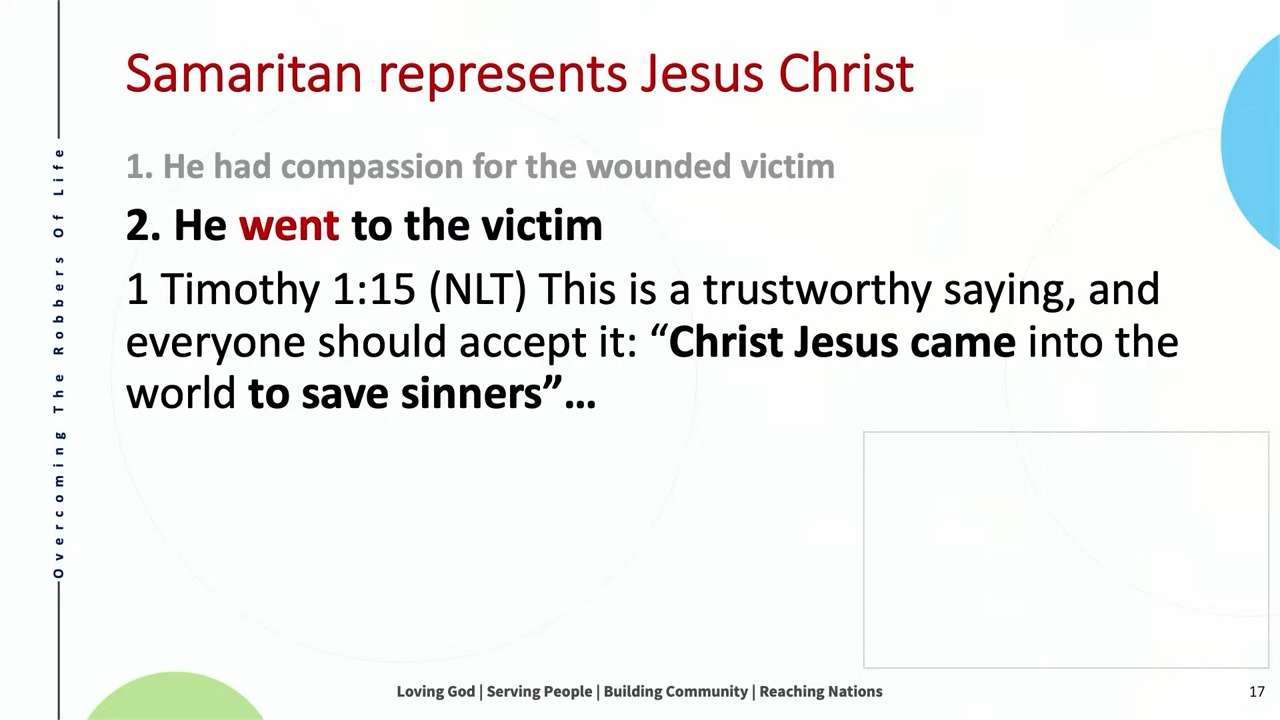 Samaritan represents Jesus Christ
1. He had compassion for the wounded victim
2. He went to the victim
1 Timothy 1:15 (NLT) This is a trustworthy saying, and
everyone should accept it: “Christ Jesus came into the
world to save sinners”…
Overcoming The Robbers Of Life
Loving God | Serving People | Building Community | Reaching Nations
17